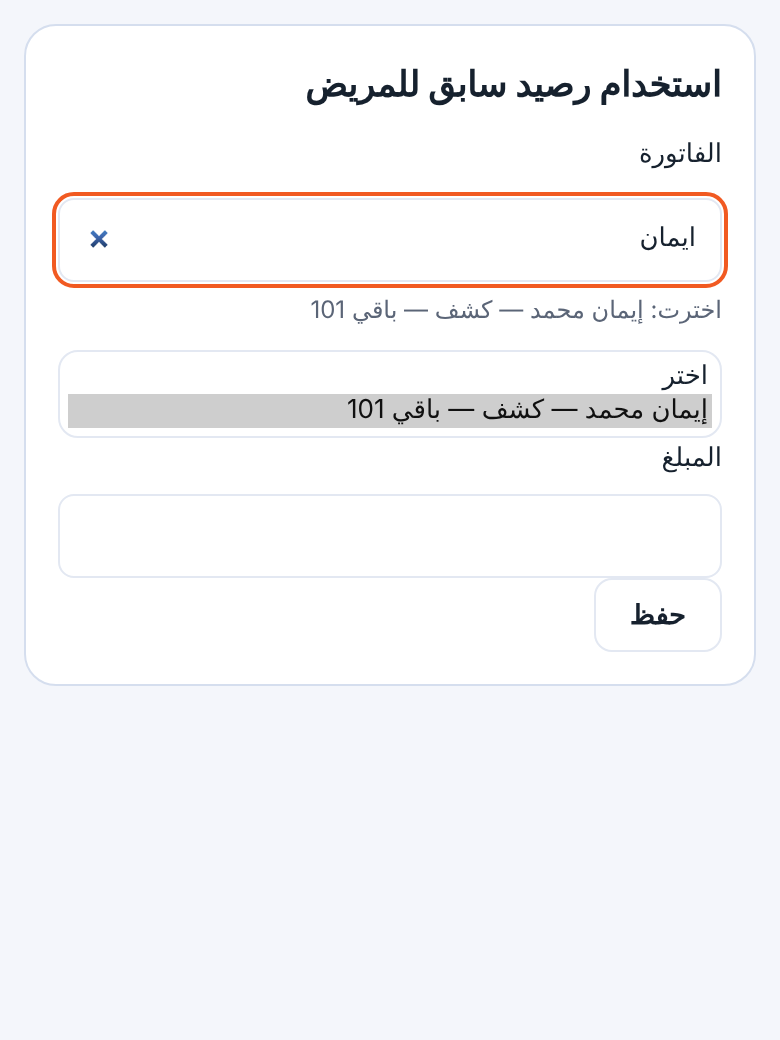 استخدام رصيد سابق للمريض
الفاتورة
ايمان
اخترت: إيمان محمد — كشف — باقي 101
اختر
إيمان محمد — كشف — باقي 101
المبلغ
حفظ